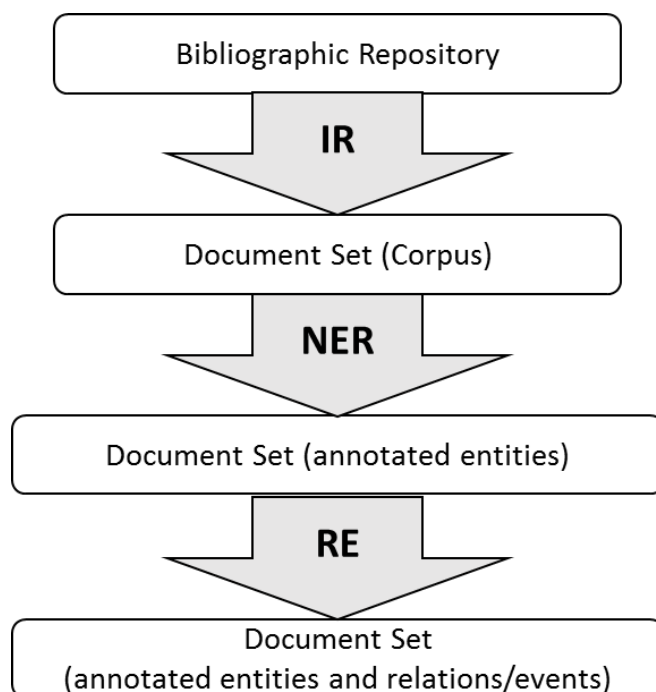 Bibliographic Repository
IR
Document Set (Corpus)
NER
Document Set (annotated entities)
RE
Document Set
(annotated entities and relations/events)